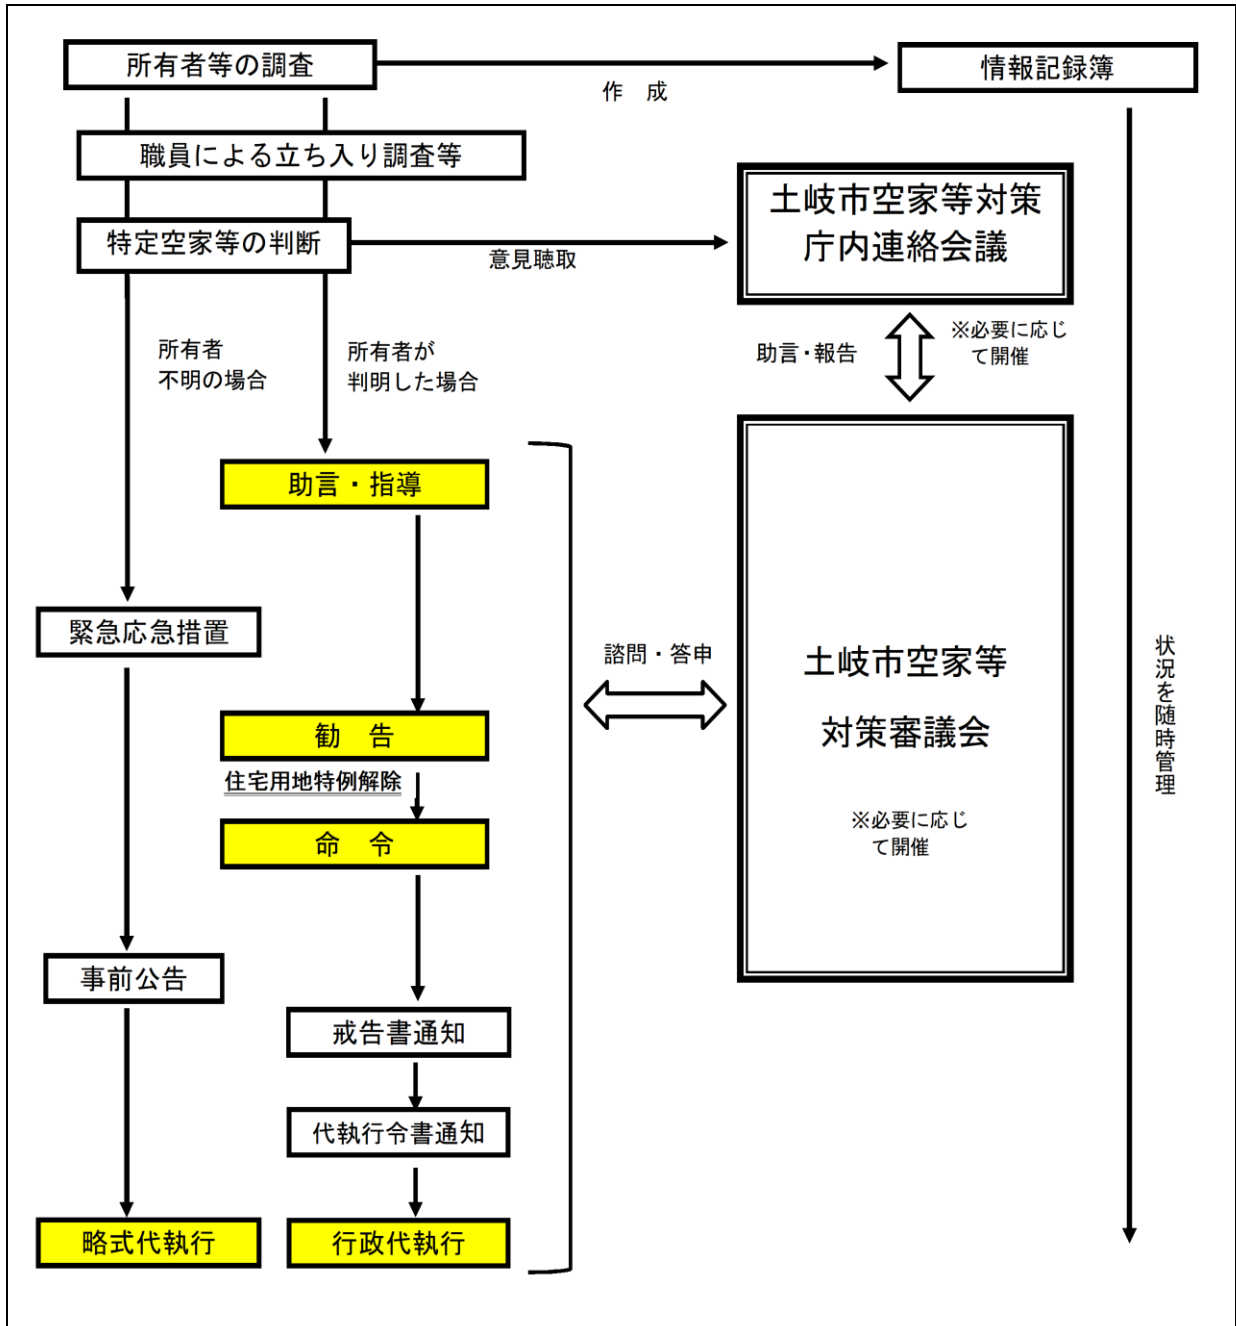 所有者等の調査
作　成
情報記録簿
職員による立ち入り調査等
特定空家等の判断
意見聴取
土岐市空家等対策
庁内連絡会議
所有者
不明の場合
所有者が
判明した場合
助言・報告
※必要に応じ
て開催
助言・指導
緊急応急措置
諮問・答申
土岐市空家等
対策審議会
※必要に応じ
て開催
状況を随時管理
勧　告
住宅用地特例解除
命　令
事前公告
戒告書通知
代執行令書通知
略式代執行
行政代執行